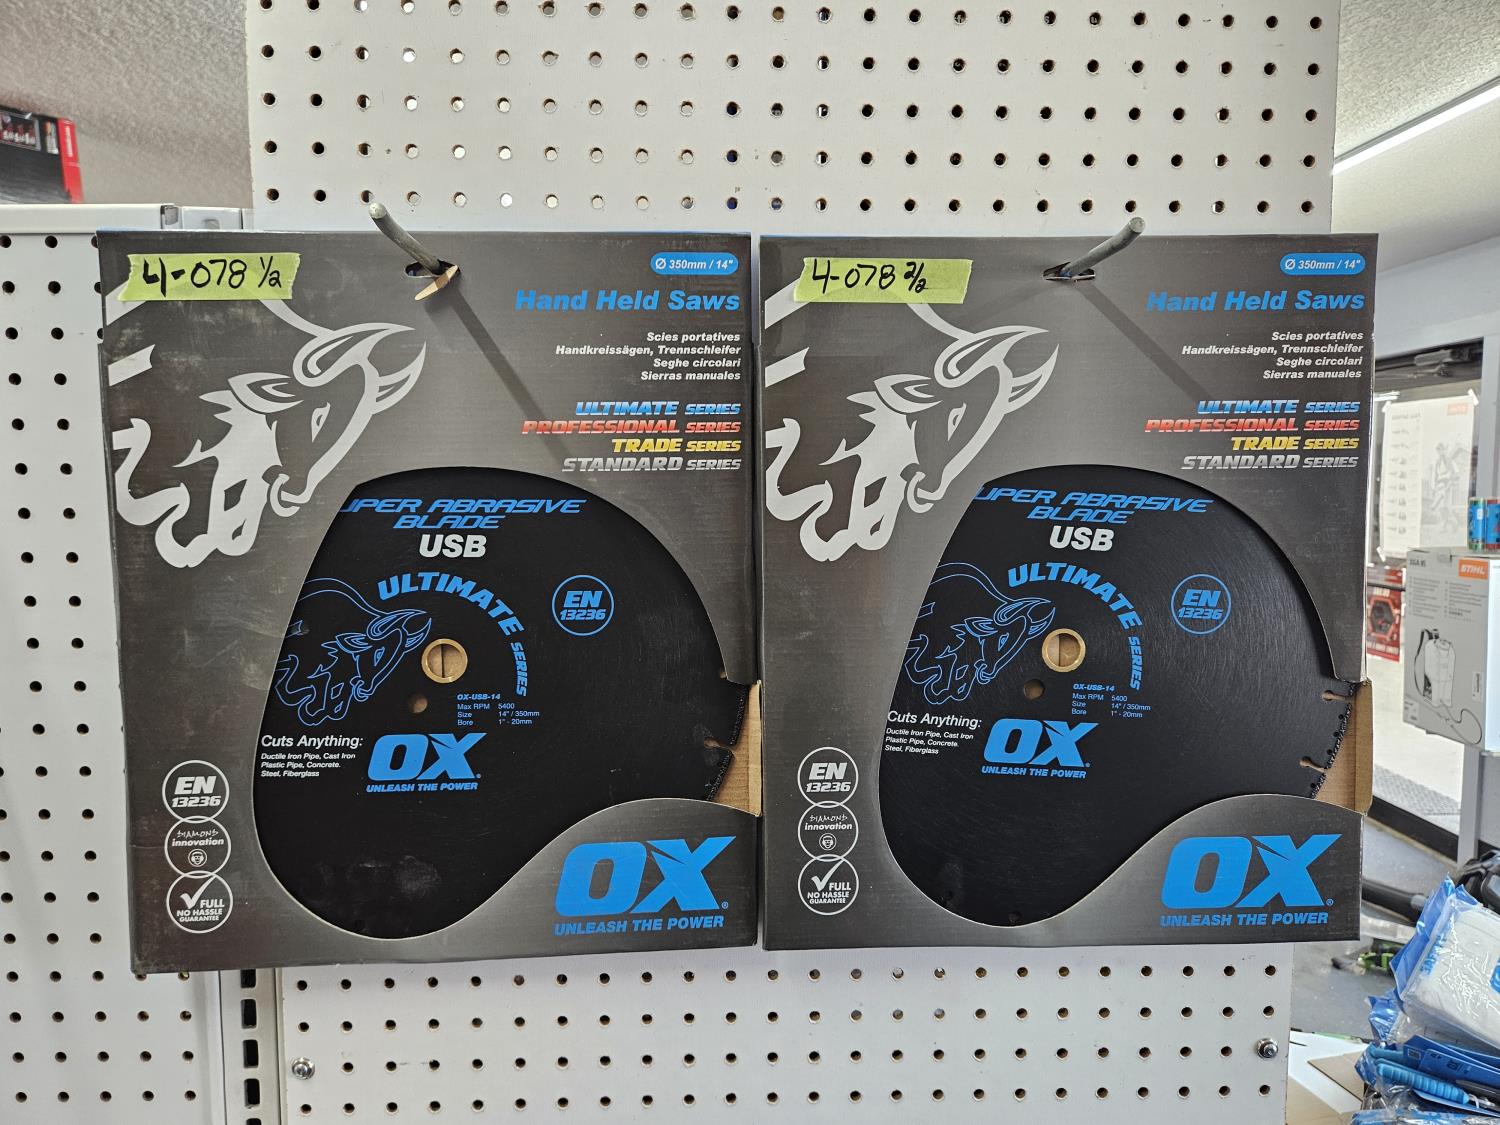 4-078 1/2
Ø 350mm / 14"
Hand Held Saws
Scies portatives
Handkreissägen, Trennschleifer
Seghe circolari
Sierras manuales
ULTIMATE SERIES
PROFESSIONAL SERIES
TRADE SERIES
STANDARD SERIES
UPER ABRASIVE
BLADE
USB
ULTIMATE SERIES
EN
13236
OX-USB-14
Max RPM 5400
Size 14" / 350mm
Bore 1" - 20mm
Cuts Anything:
Ductile Iron Pipe, Cast Iron
Plastic Pipe, Concrete.
Steel, Fiberglass
OX
UNLEASH THE POWER
EN
13236
DIAMOND
innovation
FULL
NO HASSLE
GUARANTEE
OX®
UNLEASH THE POWER
4-078 2/2
Ø 350mm / 14"
Hand Held Saws
Scies portatives
Handkreissägen, Trennschleifer
Seghe circolari
Sierras manuales
ULTIMATE SERIES
PROFESSIONAL SERIES
TRADE SERIES
STANDARD SERIES
UPER ABRASIVE
BLADE
USB
ULTIMATE SERIES
EN
13236
OX-USB-14
Max RPM 5400
Size 14" / 350mm
Bore 1" - 20mm
Cuts Anything:
Ductile Iron Pipe, Cast Iron
Plastic Pipe, Concrete.
Steel, Fiberglass
OX
UNLEASH THE POWER
EN
13236
DIAMOND
innovation
FULL
NO HASSLE
GUARANTEE
OX®
UNLEASH THE POWER
STIHL